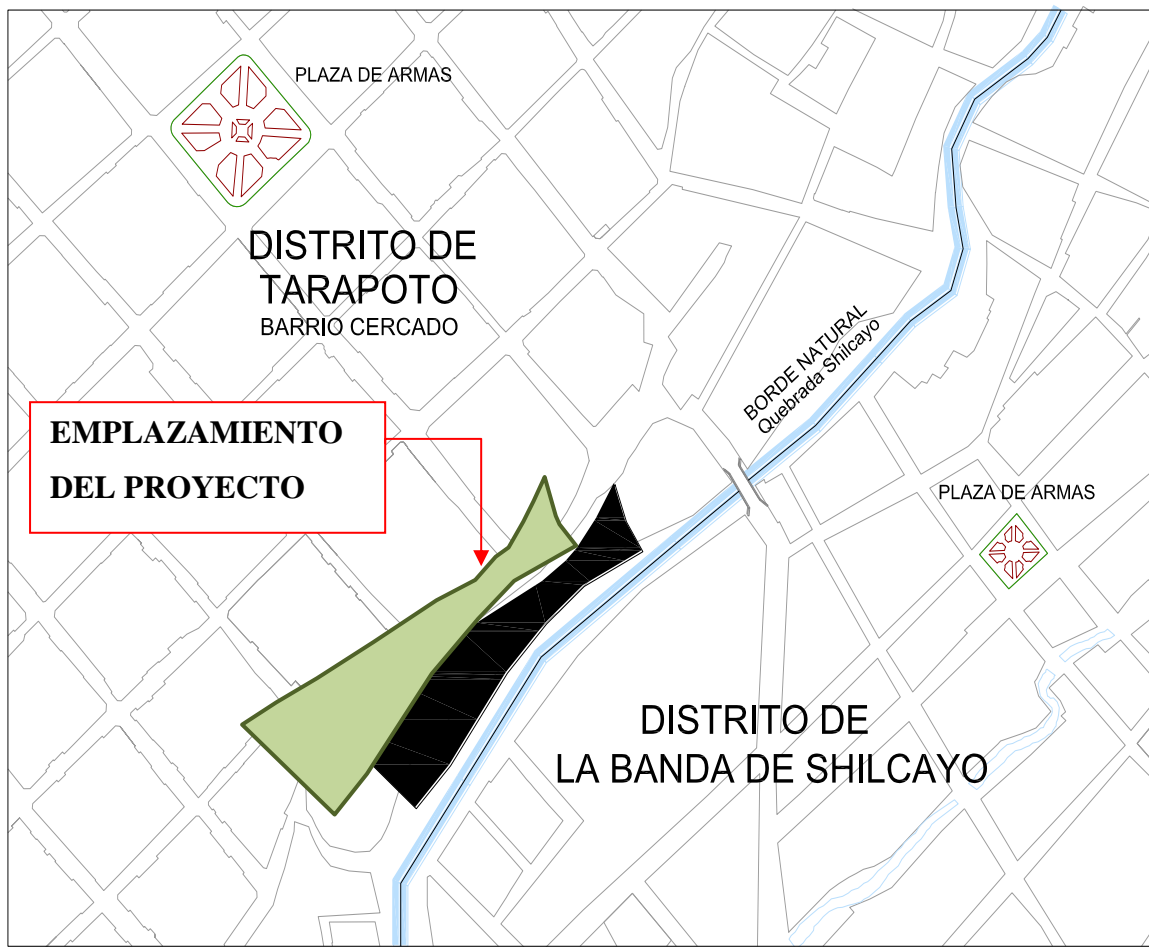 PLAZA DE ARMAS
DISTRITO DE
TARAPOTO
BARRIO CERCADO
BORDE NATURAL
Quebrada Shilcayo
EMPLAZAMIENTO
DEL PROYECTO
PLAZA DE ARMAS
DISTRITO DE
LA BANDA DE SHILCAYO